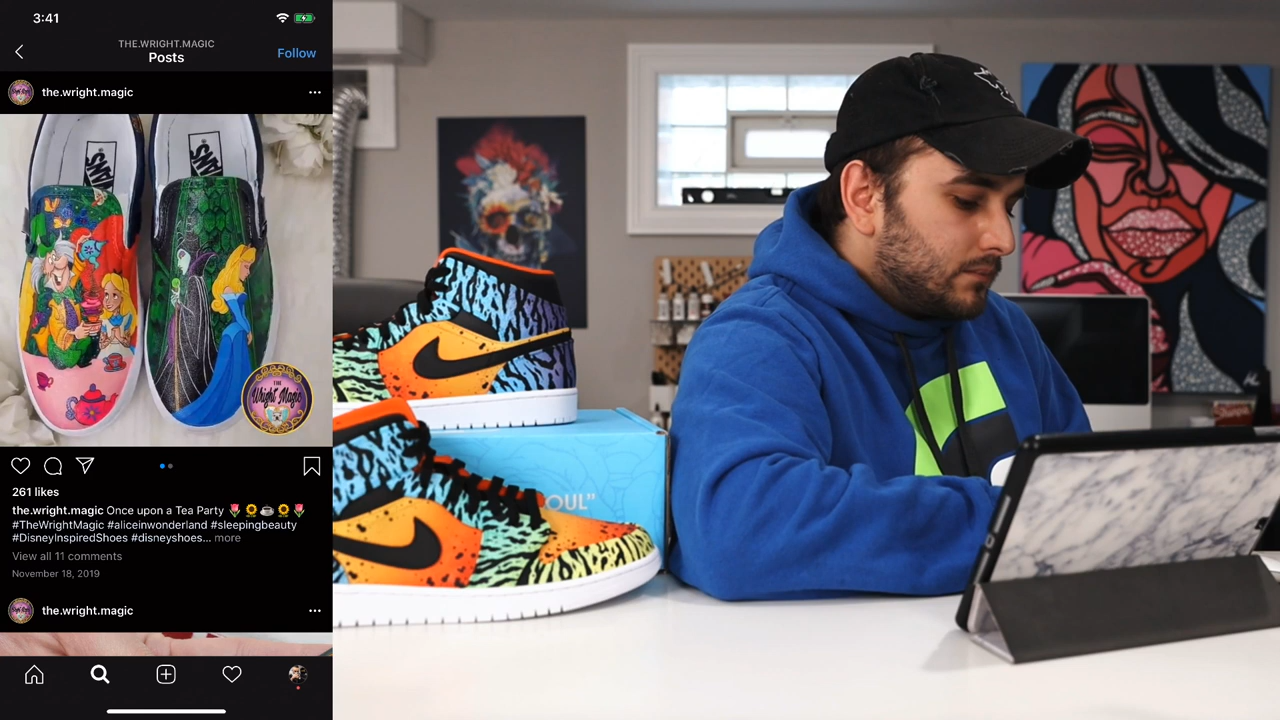 3:41
THE.WRIGHT.MAGIC
Posts
Follow
the.wright.magic
VANS
VANS
THE
Wright Magic
261 likes
the.wright.magic Once upon a Tea Party 🌷 🌻 ☕ 🌻 🌷
#TheWrightMagic #aliceinwonderland #sleepingbeauty
#DisneyInspiredShoes #disneyshoes... more
View all 11 comments
November 18, 2019
the.wright.magic
OUL"